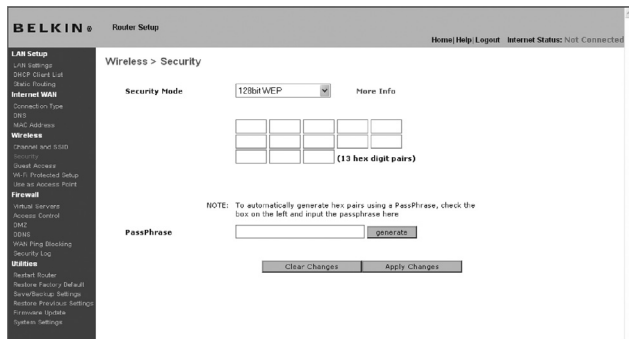 BELKIN
Router Setup
Home|Help|Logout Internet Status: Not Connected
LAN Setup
LAN Settings
DHCP Client List
Static Routing
Internet WAN
Connection Type
DNS
MAC Address
Wireless
Channel and SSID
Security
Guest Access
Wi-Fi Protected Setup
Use as Access Point
Firewall
Virtual Servers
Access Control
DMZ
DDNS
WAN Ping Blocking
Security Log
Utilities
Restart Router
Restore Factory Default
Save/Backup Settings
Restore Previous Settings
Firmware Update
System Settings
Wireless > Security
Security Mode 128bit WEP More Info
(13 hex digit pairs)
NOTE: To automatically generate hex pairs using a PassPhrase, check the
box on the left and input the passphrase here
PassPhrase generate
Clear Changes Apply Changes